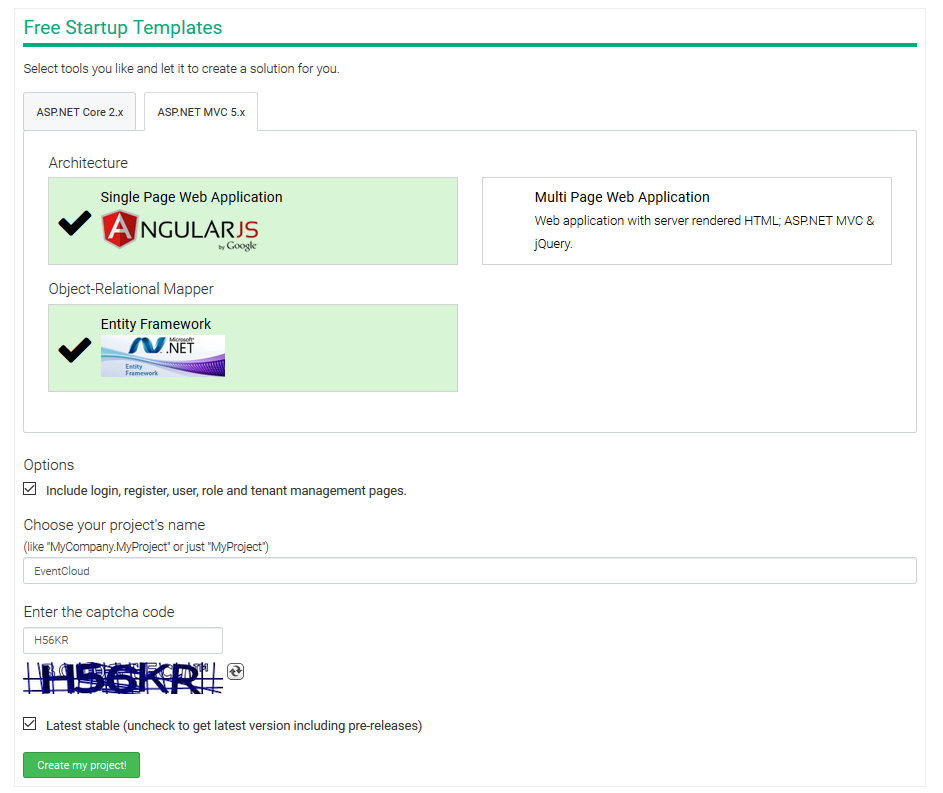 Free Startup Templates
Select tools you like and let it to create a solution for you.
ASP.NET Core 2.x
ASP.NET MVC 5.x
Architecture
Single Page Web Application
ANGULARJS
by Google
Multi Page Web Application
Web application with server rendered HTML; ASP.NET MVC &
jQuery.
Object-Relational Mapper
Entity Framework
Microsoft
.NET
Entity
Framework
Options
Include login, register, user, role and tenant management pages.
Choose your project's name
(like "MyCompany.MyProject" or just "MyProject")
EventCloud
Enter the captcha code
H56KR
H56KR
Latest stable (uncheck to get latest version including pre-releases)
Create my project!